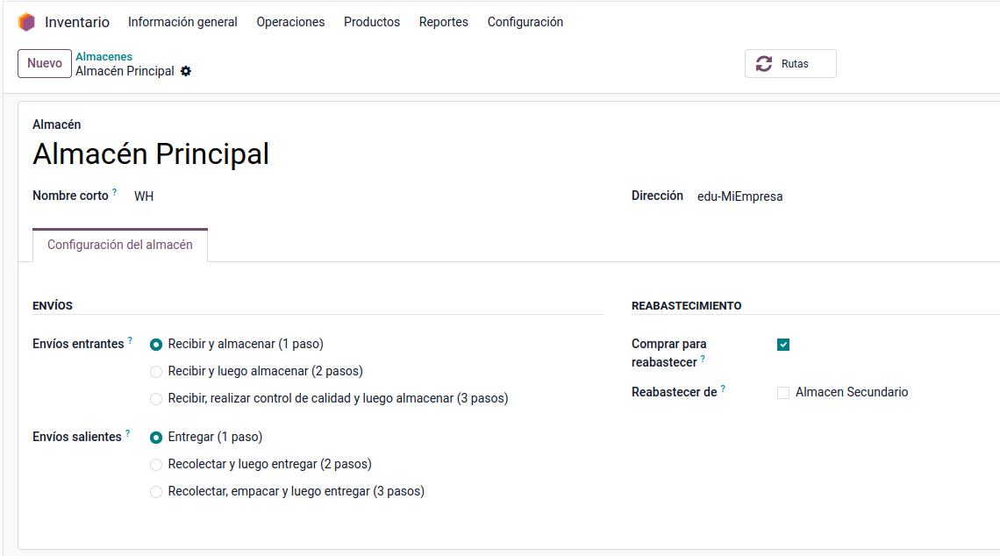 Inventario Información general Operaciones Productos Reportes Configuración
Nuevo
Almacenes
Almacén Principal
Rutas
Almacén
Almacén Principal
Nombre corto ? WH
Dirección edu-MiEmpresa
Configuración del almacén
ENVÍOS
Envíos entrantes ? Recibir y almacenar (1 paso)
Recibir y luego almacenar (2 pasos)
Recibir, realizar control de calidad y luego almacenar (3 pasos)
Envíos salientes ? Entregar (1 paso)
Recolectar y luego entregar (2 pasos)
Recolectar, empacar y luego entregar (3 pasos)
REABASTECIMIENTO
Comprar para
reabastecer ?
Reabastecer de ? Almacen Secundario